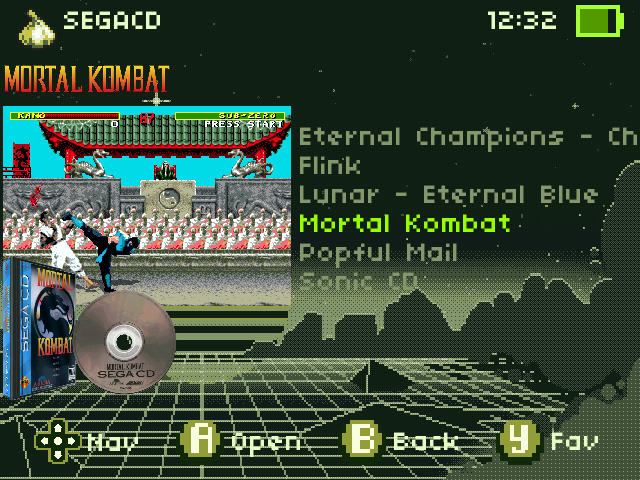 SEGACD
12:32
MORTAL KOMBAT
KANO
SUB-ZERO
PRESS START
Eternal Champions - Ch
Flink
Lunar - Eternal Blue
Mortal Kombat
Popful Mail
Sonic CD
SEGA CD
MORTAL
KOMBAT
MORTAL KOMBAT
SEGA CD
Nav
A Open
B Back
Y Fav